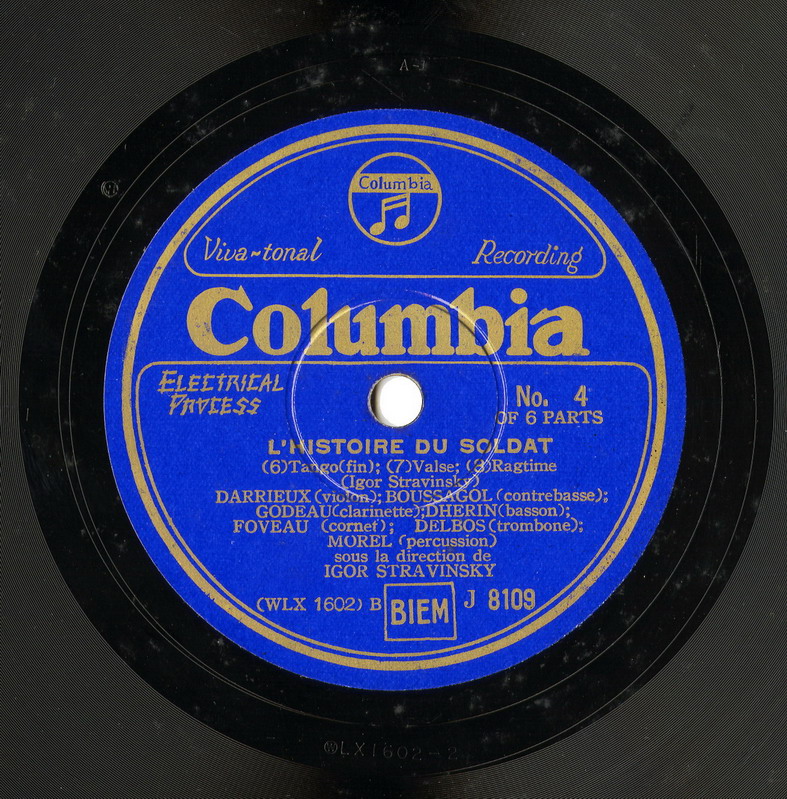 A-
Columbia
Viva~tonal Recording
Columbia
ELECTRICAL
PROCESS
No. 4
OF 6 PARTS
L'HISTOIRE DU SOLDAT
(6)Tango(fin); (7)Valse; (3)Ragtime
(Igor Stravinsky)
DARRIEUX (violon); BOUSSAGOL (contrebasse);
GODEAU(clarinette);DHERIN(basson);
FOVEAU (cornet); DELBOS(trombone);
MOREL (percussion)
sous la direction de
IGOR STRAVINSKY
(WLX 1602) B BIEM J 8109
WLX1602-2